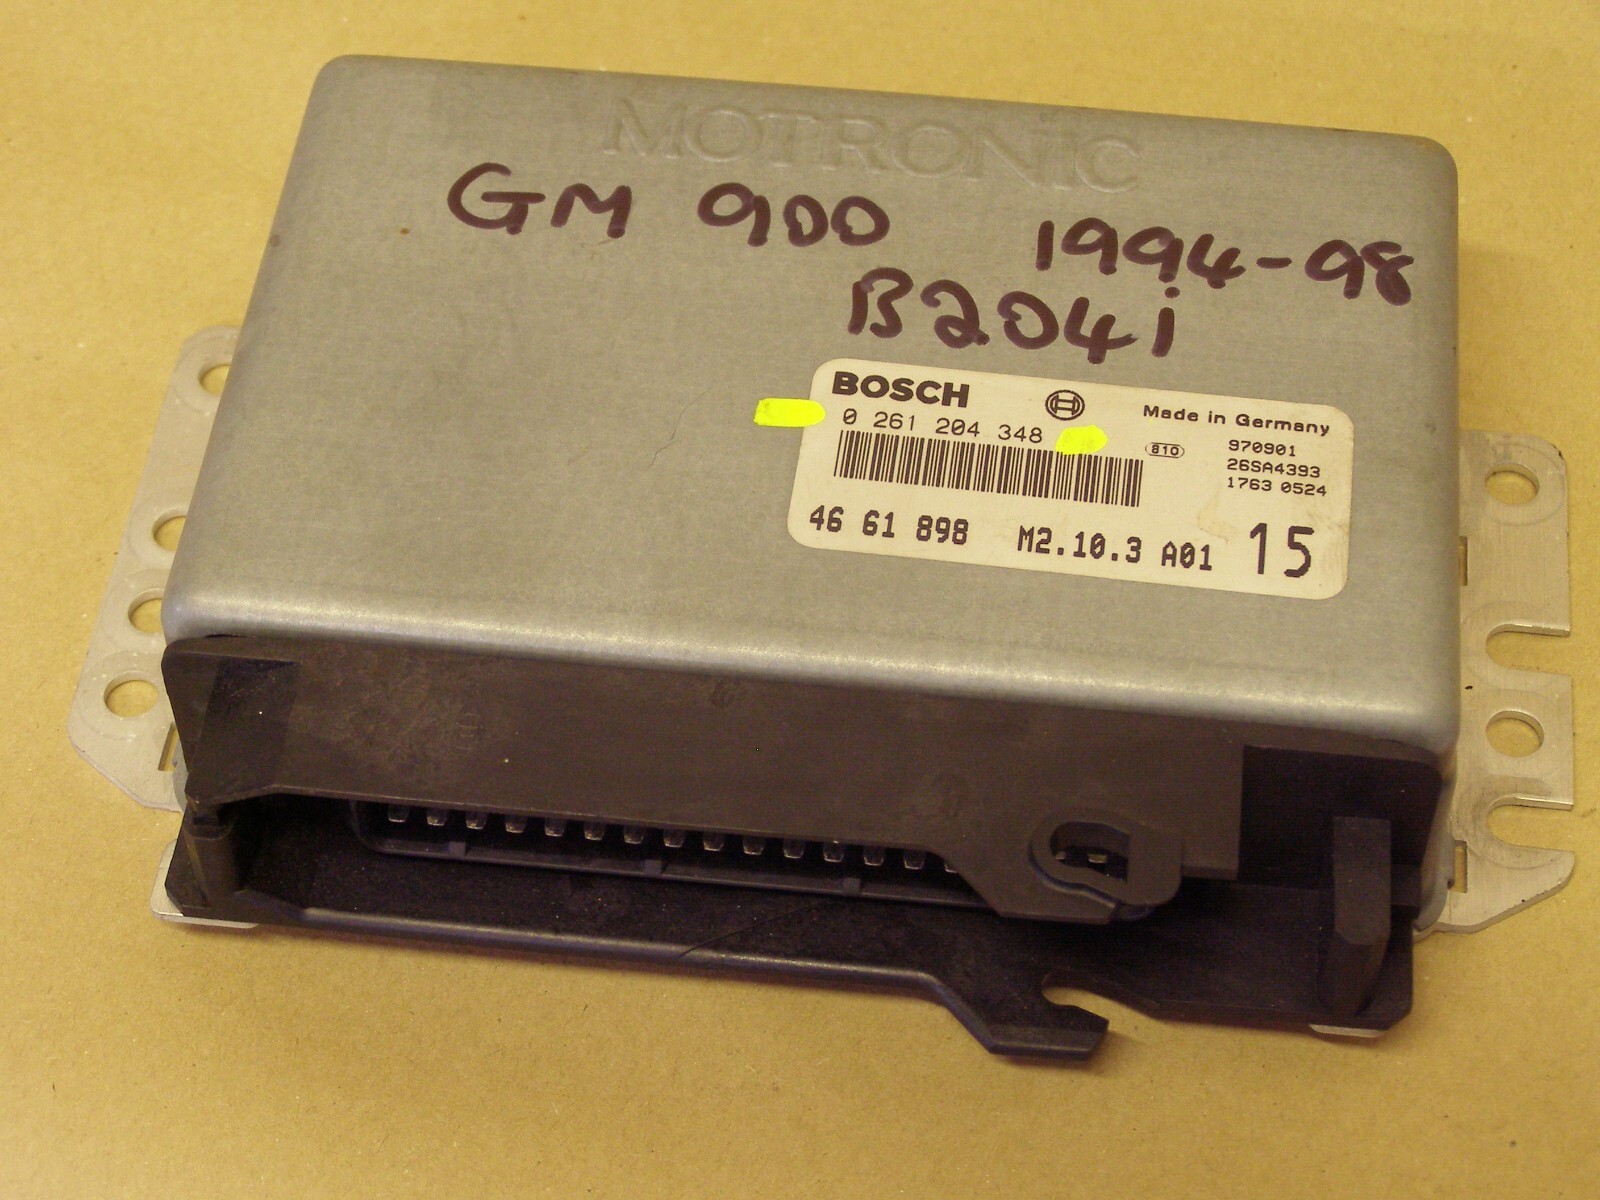 MOTRONIC
GM 900 1994-98
B204i
BOSCH Made in Germany
0 261 204 348
810
970901
26SA4393
1763 0524
46 61 898 M2.10.3 A01 15